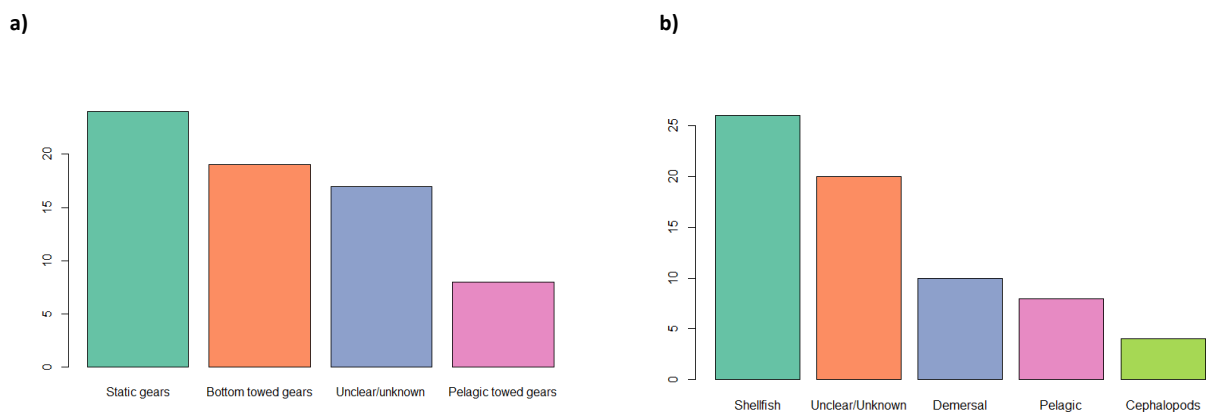 a)
20
15
10
5
0
Static gears
Bottom towed gears
Unclear/unknown
Pelagic towed gears
b)
25
20
15
10
5
0
Shellfish
Unclear/Unknown
Demersal
Pelagic
Cephalopods